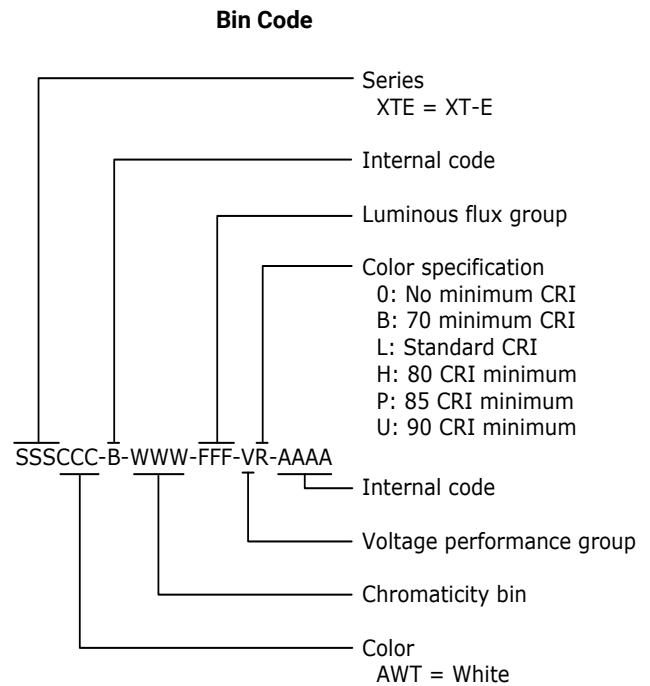 Bin Code
Series
XTE = XT-E
Internal code
Luminous flux group
Color specification
0: No minimum CRI
B: 70 minimum CRI
L: Standard CRI
H: 80 CRI minimum
P: 85 CRI minimum
U: 90 CRI minimum
SSSCCC-B-WWW-FFF-VR-AAAA
Internal code
Voltage performance group
Chromaticity bin
Color
AWT = White